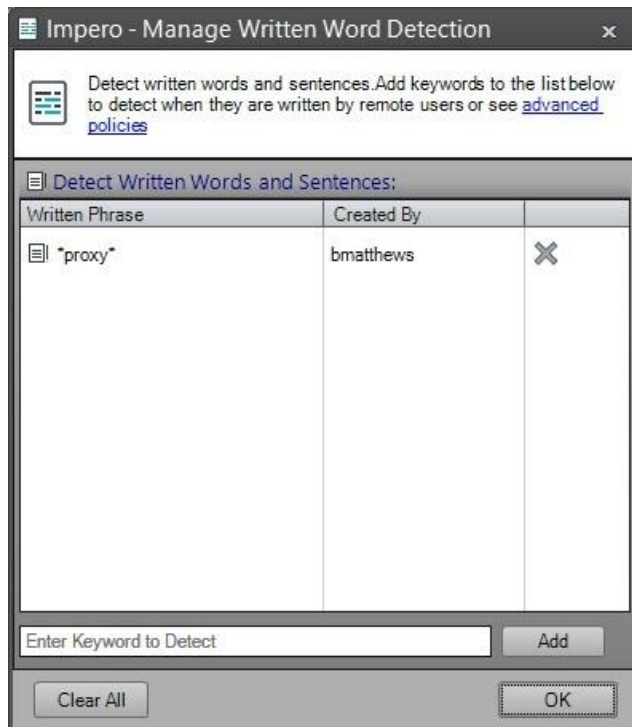 Impero - Manage Written Word Detection
Detect written words and sentences.Add keywords to the list below
to detect when they are written by remote users or see advanced
policies
Detect Written Words and Sentences:
Written Phrase Created By
*proxy* bmatthews
Enter Keyword to Detect Add
Clear All OK